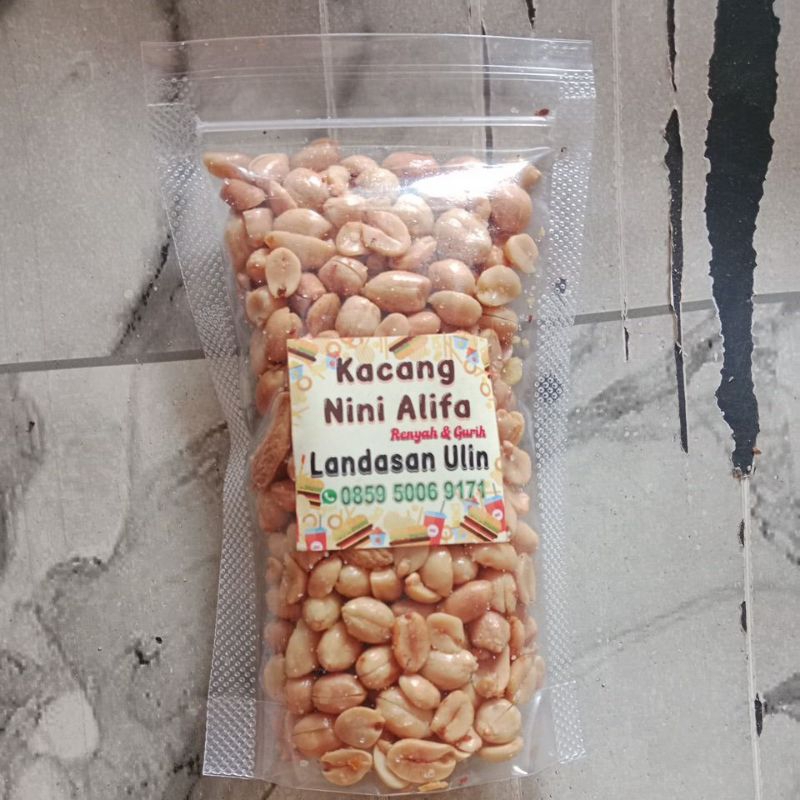 Kacang
Nini Alifa
Renyah & Gurih
Landasan Ulin
0859 5006 9171